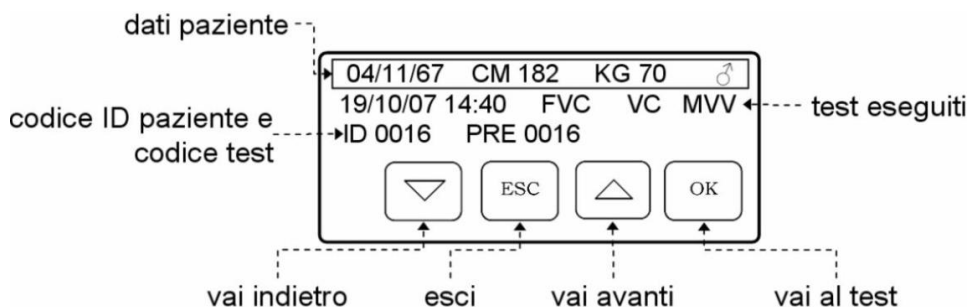 dati paziente
04/11/67 CM 182 KG 70 ♂
19/10/07 14:40 FVC VC MVV
test eseguiti
codice ID paziente e
codice test
ID 0016 PRE 0016
ESC
OK
vai indietro
esci
vai avanti
vai al test